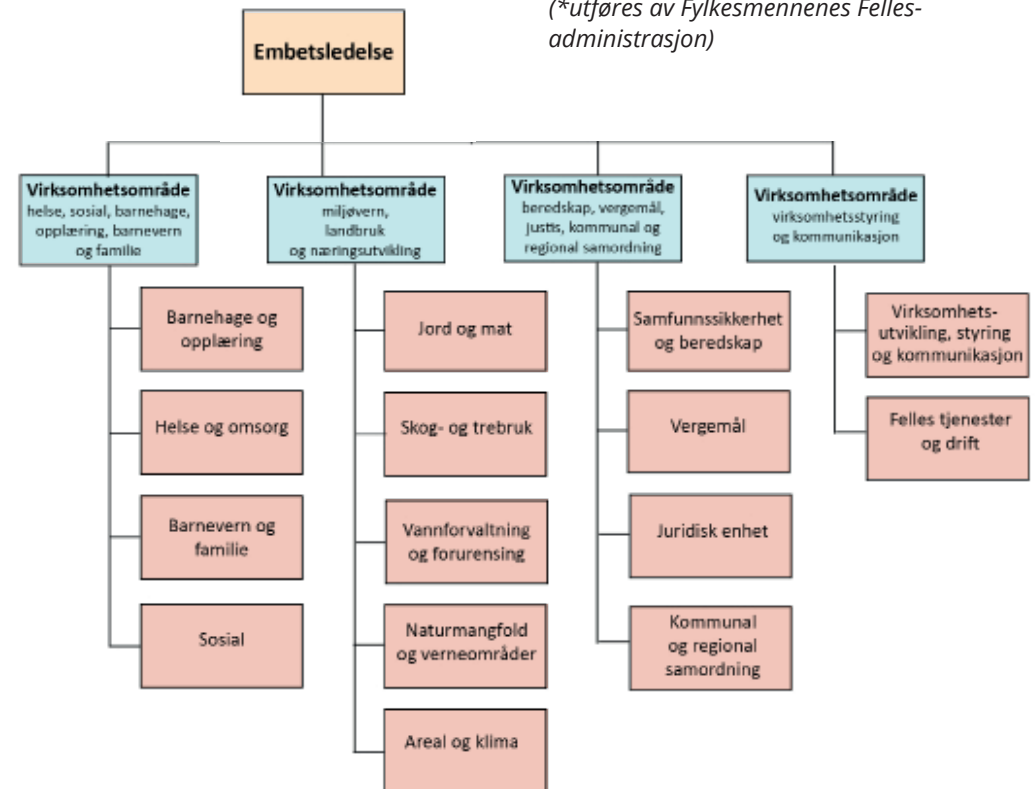 (*utføres av Fylkesmennenes Felles-
administrasjon)
Embetsledelse
Virksomhetsområde
helse, sosial, barnehage,
opplæring, barnevern
og familie
Virksomhetsområde
miljøvern,
landbruk
og næringsutvikling
Virksomhetsområde
beredskap, vergemål,
justis, kommunal og
regional samordning
Virksomhetsområde
virksomhetsstyring
og kommunikasjon
Barnehage og
opplæring
Helse og omsorg
Barnevern og
familie
Sosial
Jord og mat
Skog- og trebruk
Vannforvaltning
og forurensing
Naturmangfold
og verneområder
Areal og klima
Samfunnssikkerhet
og beredskap
Vergemål
Juridisk enhet
Kommunal
og regional
samordning
Virksomhets-
utvikling, styring
og kommunikasjon
Felles tjenester
og drift